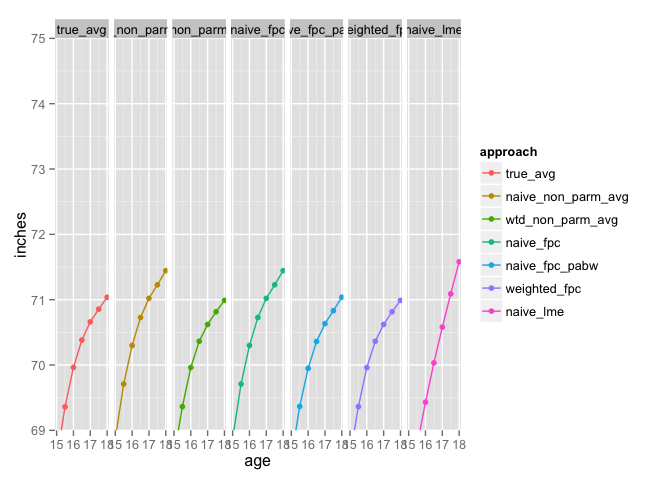 true_avg _non_parm non_parm naive_fpc ve_fpc_pa eighted_fp naive_lme
75
74
73
72
71
70
69
inches
15 16 17 18 15 16 17 18 15 16 17 18 15 16 17 18 15 16 17 18 15 16 17 18 15 16 17 18
age
approach
true_avg
naive_non_parm_avg
wtd_non_parm_avg
naive_fpc
naive_fpc_pabw
weighted_fpc
naive_lme